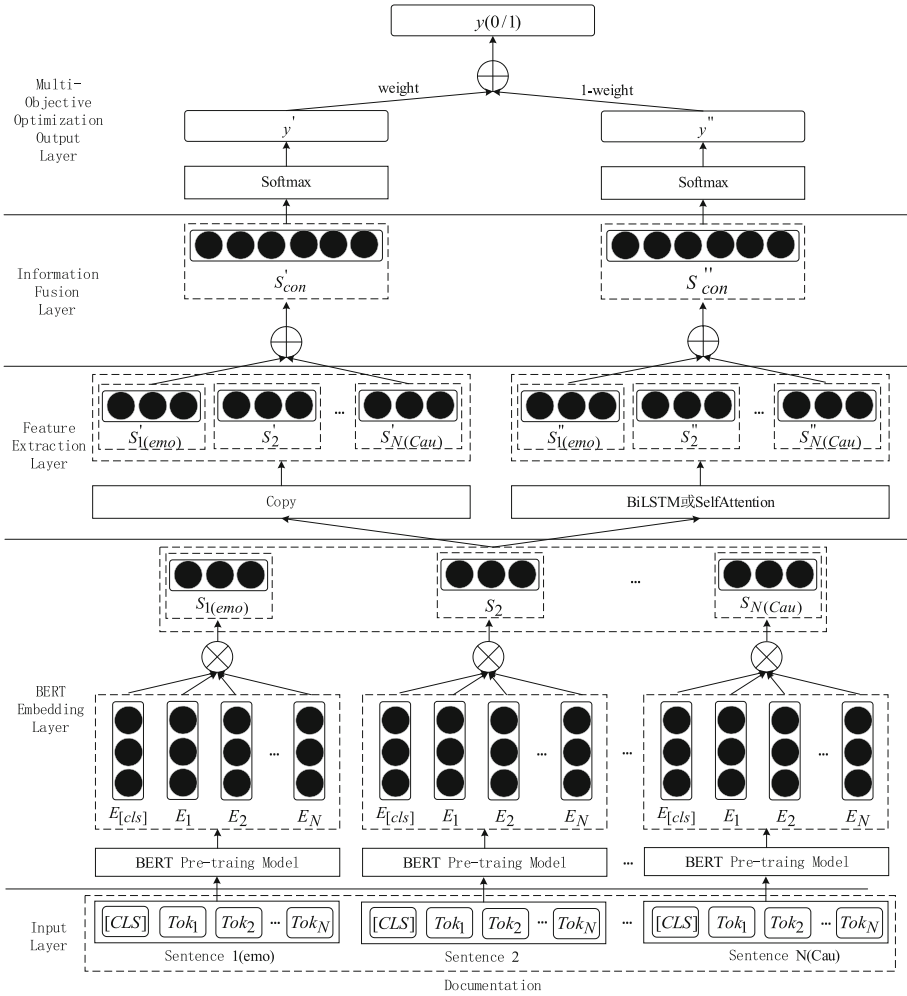 y(0/1)
weight
1-weight
Multi-
Objective
Optimization
Output
Layer
y'
y''
Softmax
Softmax
Information
Fusion
Layer
S'con
S''con
Feature
Extraction
Layer
S'1(emo) S'2 ... S'N(Cau)
S''1(emo) S''2 ... S''N(Cau)
Copy
BiLSTM或SelfAttention
S1(emo) S2 ... SN(Cau)
BERT
Embedding
Layer
E[cls] E1 E2 ... EN
E[cls] E1 E2 ... EN
...
E[cls] E1 E2 ... EN
BERT Pre-traing Model
BERT Pre-traing Model
...
BERT Pre-traing Model
Input
Layer
[CLS] Tok1 Tok2 ... TokN
[CLS] Tok1 Tok2 ... TokN
...
[CLS] Tok1 Tok2 ... TokN
Sentence 1(emo)
Sentence 2
Sentence N(Cau)
Documentation